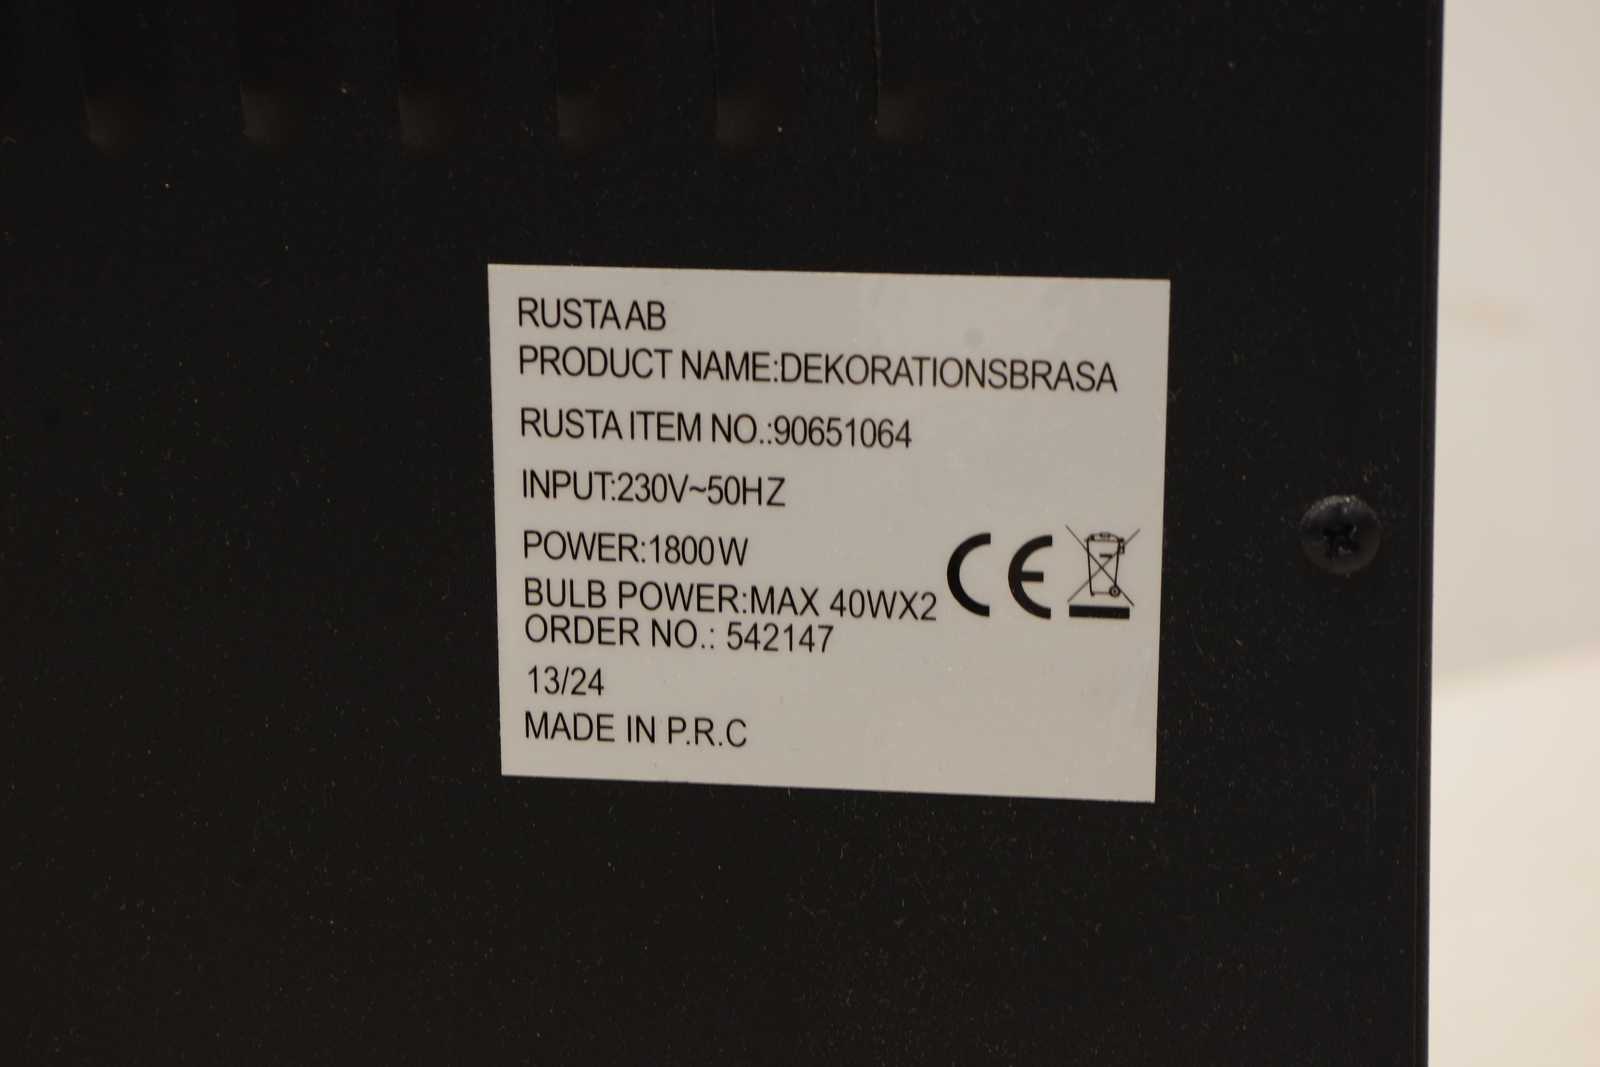 RUSTA AB
PRODUCT NAME:DEKORATIONSBRASA
RUSTA ITEM NO.:90651064
INPUT:230V~50HZ
POWER:1800W
BULB POWER:MAX 40WX2
CE
ORDER NO.: 542147
13/24
MADE IN P.R.C